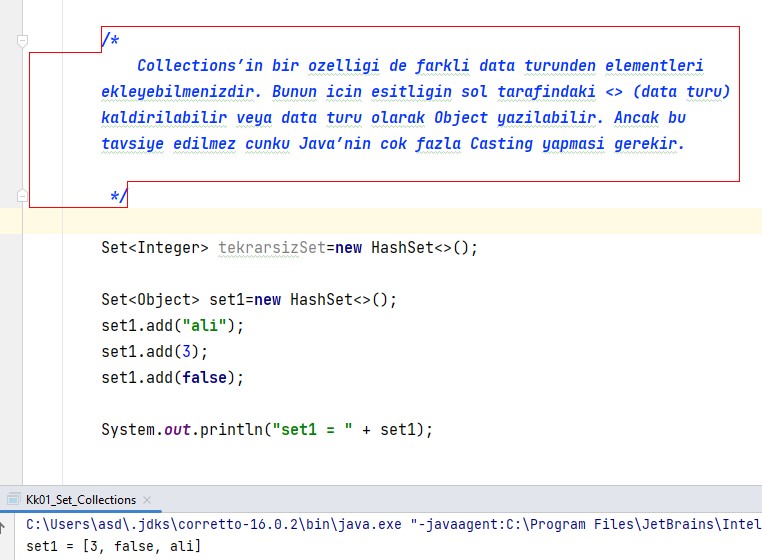 /*
Collections’in bir ozelligi de farkli data turunden elementleri
ekleyebilmenizdir. Bunun icin esitligin sol tarafindaki <> (data turu)
kaldirilabilir veya data turu olarak Object yazilabilir. Ancak bu
tavsiye edilmez cunku Java’nin cok fazla Casting yapmasi gerekir.
*/
Set<Integer> tekrarsizSet=new HashSet<>();
Set<Object> set1=new HashSet<>();
set1.add("ali");
set1.add(3);
set1.add(false);
System.out.println("set1 = " + set1);
Kk01_Set_Collections
C:\Users\asd\.jdks\corretto-16.0.2\bin\java.exe "-javaagent:C:\Program Files\JetBrains\Intel
set1 = [3, false, ali]